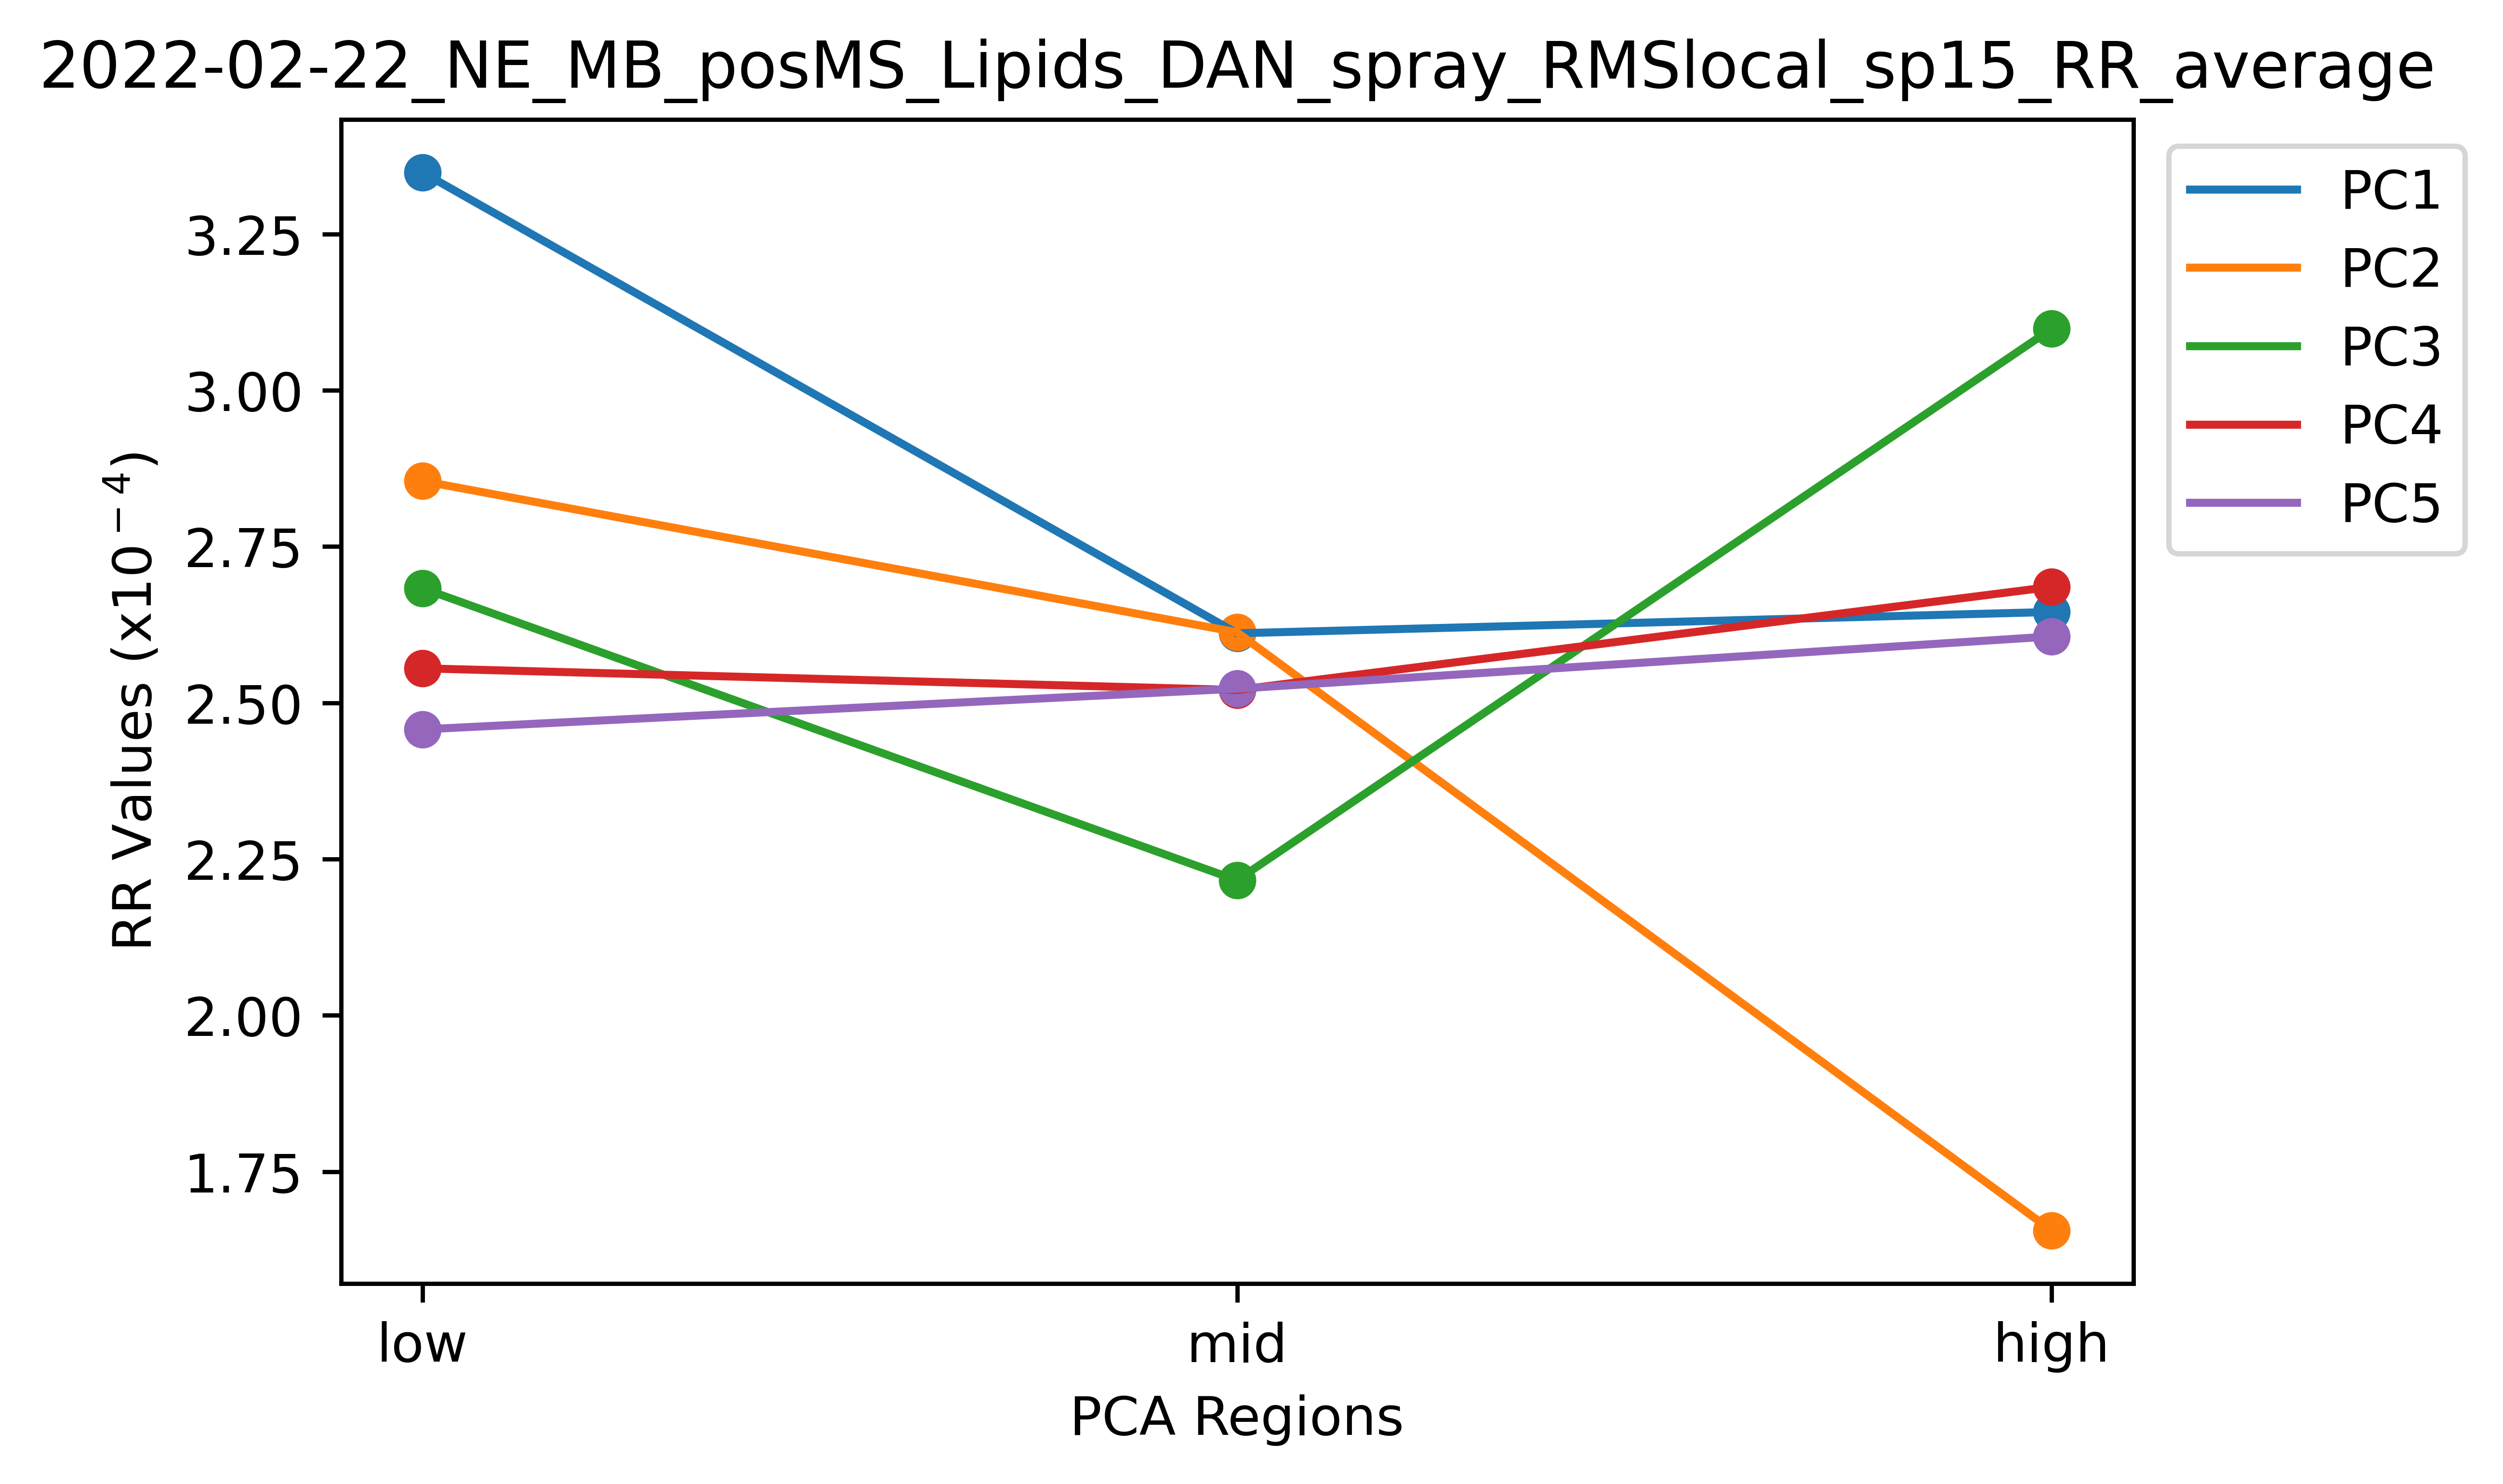 2022-02-22_NE_MB_posMS_Lipids_DAN_spray_RMSlocal_sp15_RR_average
PC1
PC2
PC3
PC4
PC5
RR Values (x10⁻⁴)
3.25
3.00
2.75
2.50
2.25
2.00
1.75
low mid high
PCA Regions